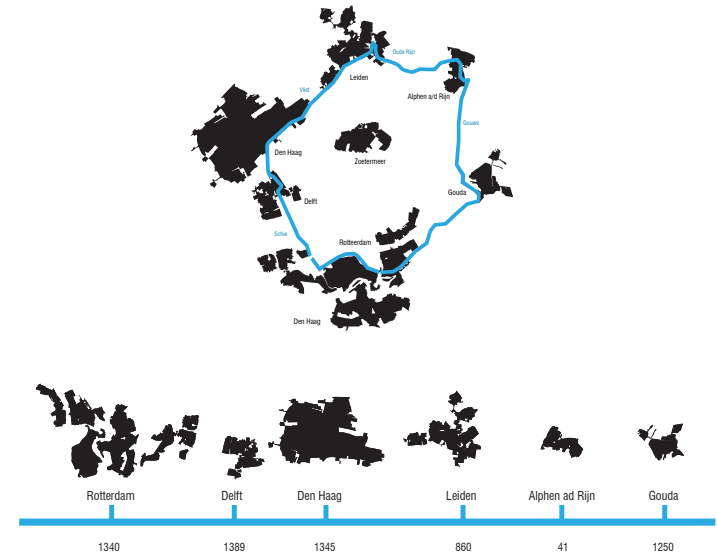 Oude Rijn
Leiden
Vliet
Alphen a/d Rijn
Gouwe
Den Haag
Zoetermeer
Gouda
Delft
Schie
Rotteerdam
Den Haag
Rotterdam Delft Den Haag Leiden Alphen ad Rijn Gouda
1340 1389 1345 860 41 1250